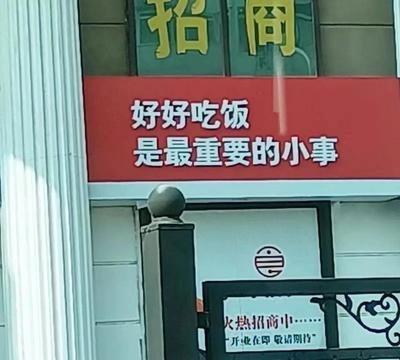 招商
好好吃饭
是最重要的小事
火热招商中······
“开业在即 敬请期待”